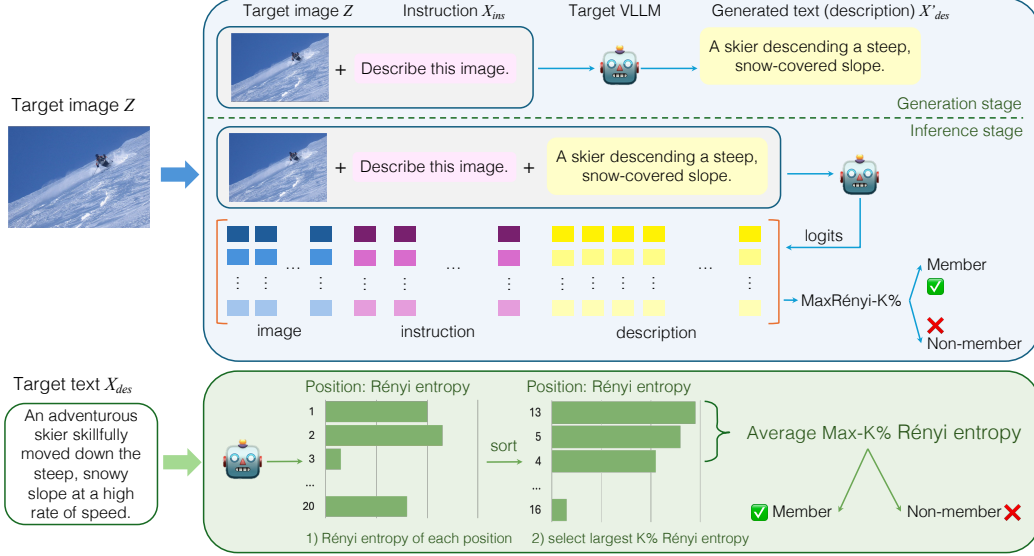 Target image Z
Instruction X_ins
Target VLLM
Generated text (description) X'_des
+
Describe this image.
A skier descending a steep,
snow-covered slope.
Generation stage
Inference stage
Target image Z
+
Describe this image.
+
A skier descending a steep,
snow-covered slope.
logits
...
...
...
image
instruction
description
MaxRényi-K%
Member
Non-member
Target text X_des
An adventurous
skier skillfully
moved down the
steep, snowy
slope at a high
rate of speed.
Position: Rényi entropy
1
2
3
...
20
1) Rényi entropy of each position
sort
Position: Rényi entropy
13
5
4
...
16
2) select largest K% Rényi entropy
Average Max-K% Rényi entropy
Member
Non-member